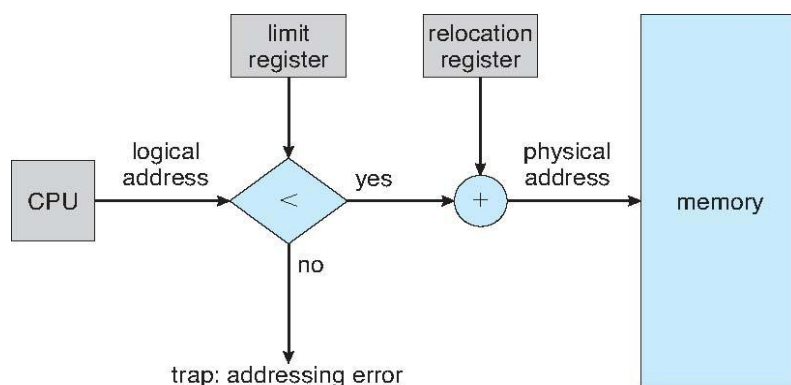 limit
register
relocation
register
logical
address
physical
address
CPU
<
yes
+
memory
no
trap: addressing error